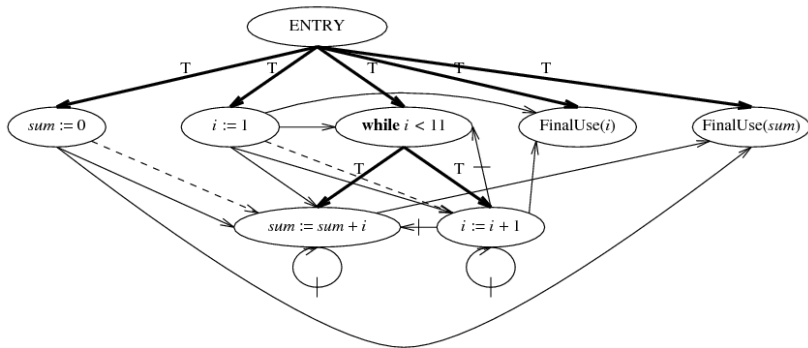 ENTRY
T T T T T
sum := 0 i := 1 while i < 11 FinalUse(i) FinalUse(sum)
T T
sum := sum + i i := i + 1